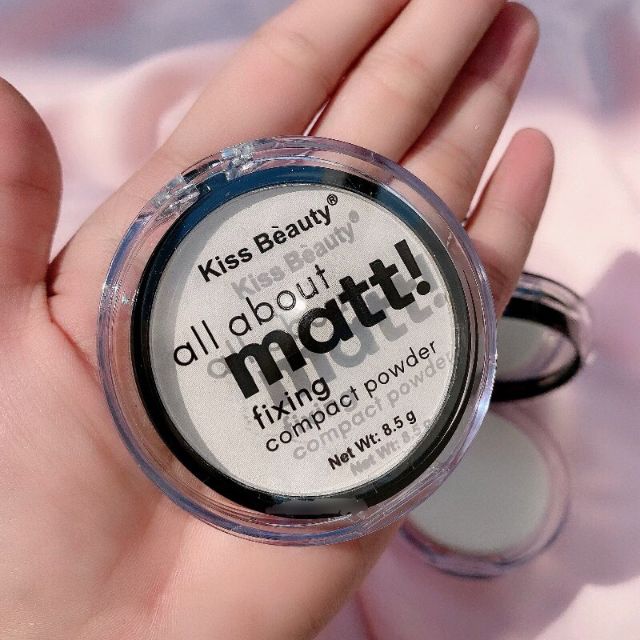 Kiss Bèauty®
all about
matt!
fixing
compact powder
Net Wt: 8.5 g